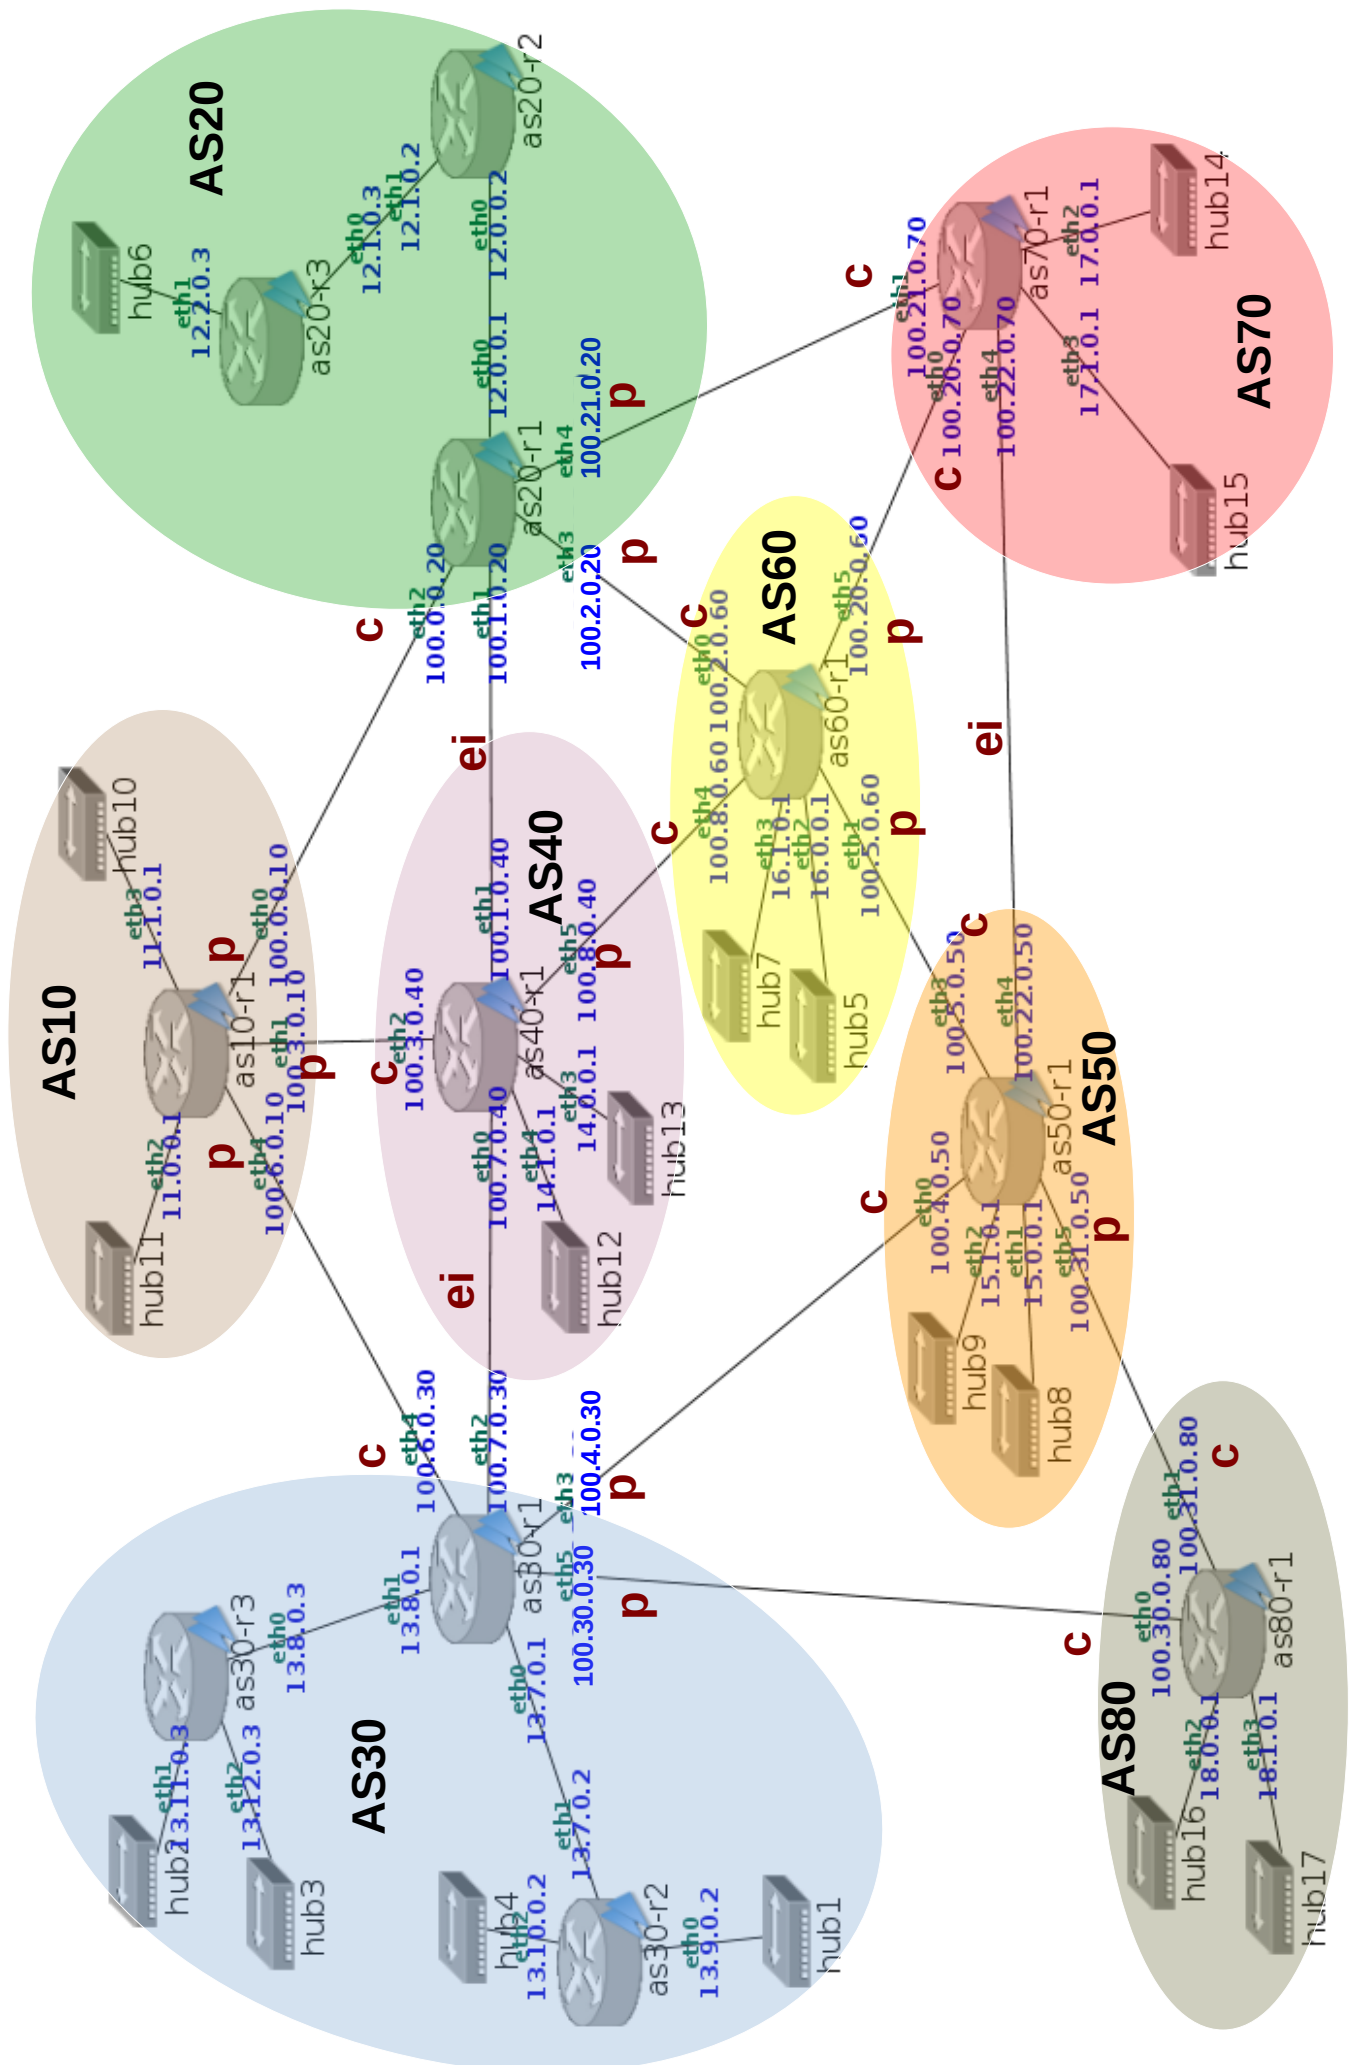 AS10
hub11
eth2
11.0.0.1
as10-r1
eth3
11.1.0.1
hub10
p
eth4
100.6.0.10
p
eth1
100.3.0.10
p
eth0
100.0.0.10
AS20
hub6
eth1
12.2.0.3
as20-r3
eth0
12.1.0.3
eth1
12.1.0.2
as20-r2
eth0
12.0.0.2
eth0
12.0.0.1
as20-r1
c
eth2
100.0.0.20
eth1
100.1.0.20
eth3
100.2.0.20
p
eth4
100.21.0.20
p
AS30
hub2
eth1
13.11.0.3
as30-r3
eth2
13.12.0.3
hub3
eth0
13.8.0.3
eth1
13.8.0.1
c
eth4
100.6.0.30
eth2
100.7.0.30
as30-r1
eth3
100.4.0.30
p
eth5
100.30.0.30
p
eth0
13.7.0.1
eth1
13.7.0.2
hub4
eth2
13.10.0.2
as30-r2
eth0
13.9.0.2
hub1
ei
AS40
c
eth2
100.3.0.40
eth0
100.7.0.40
as40-r1
eth1
100.1.0.40
eth4
14.1.0.1
hub12
eth3
14.0.0.1
hub13
eth5
100.8.0.40
p
ei
AS60
c
eth4
100.8.0.60
c
eth0
100.2.0.60
as60-r1
eth3
16.1.0.1
hub7
eth2
16.0.0.1
hub5
eth1
100.5.0.60
p
eth5
100.20.0.60
p
AS50
c
eth0
100.4.0.50
c
eth3
100.5.0.50
eth4
100.22.0.50
as50-r1
eth2
15.1.0.1
hub9
eth1
15.0.0.1
hub8
eth5
100.31.0.50
p
ei
AS70
c
eth1
100.21.0.70
c
eth0
100.20.0.70
eth4
100.22.0.70
as70-r1
eth2
17.0.0.1
hub14
eth3
17.1.0.1
hub15
AS80
c
eth0
100.30.0.80
c
eth1
100.31.0.80
as80-r1
eth2
18.0.0.1
hub16
eth3
18.1.0.1
hub17